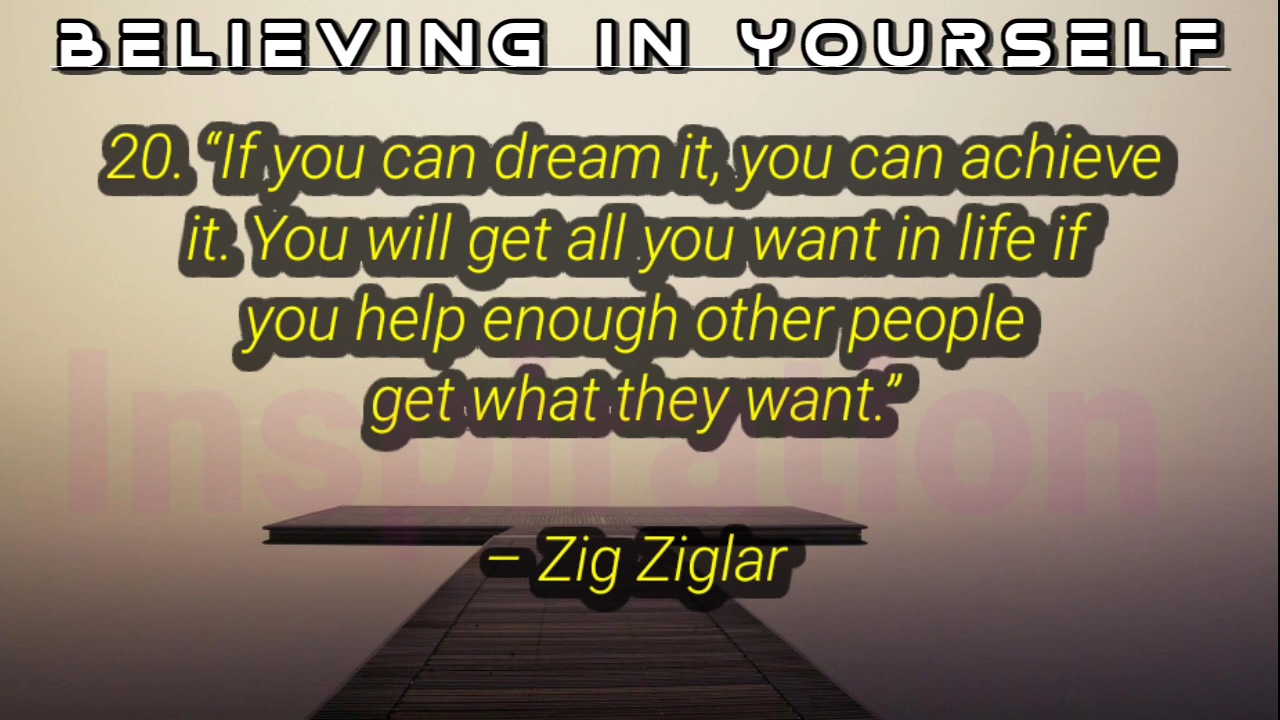 BELIEVING IN YOURSELF
20. “If you can dream it, you can achieve
it. You will get all you want in life if
you help enough other people
get what they want.”
Inspiration
– Zig Ziglar